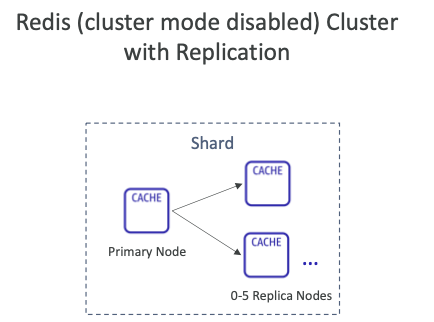 Redis (cluster mode disabled) Cluster
with Replication
Shard
CACHE
CACHE
Primary Node
CACHE
...
0-5 Replica Nodes